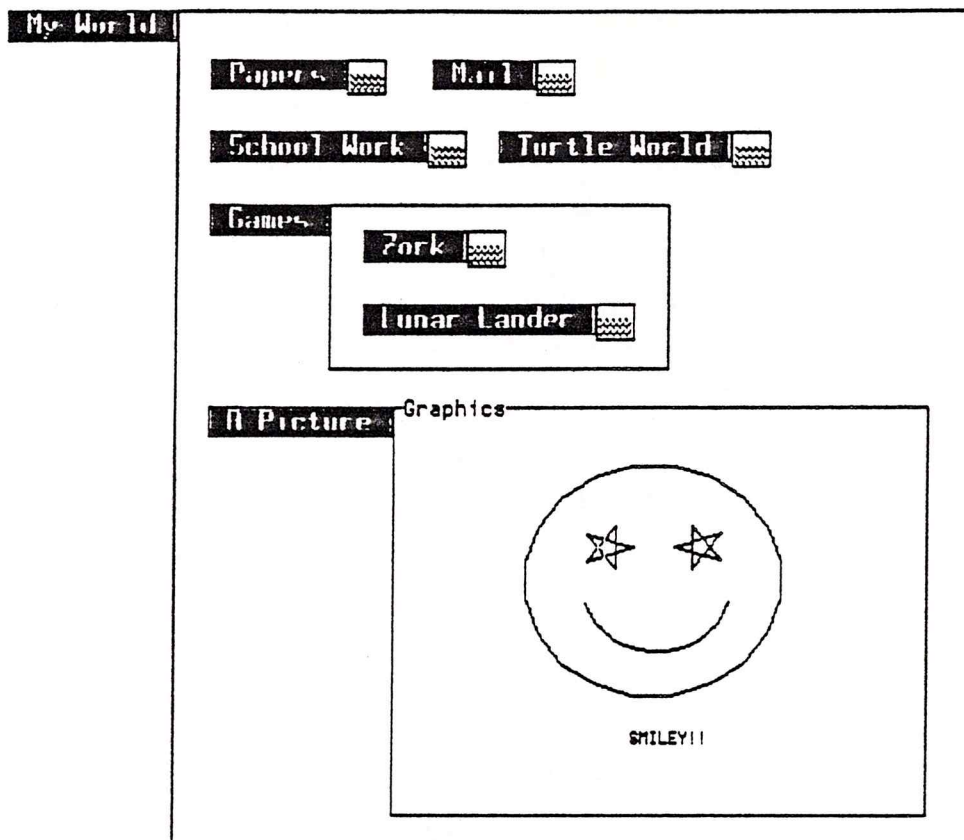 My World
Papers Mail
School Work Turtle World
Games
Zork
Lunar Lander
A Picture Graphics
SMILEY!!